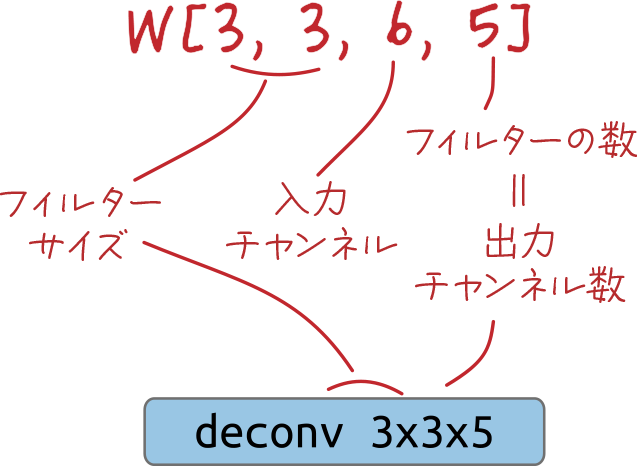 W[3, 3, 6, 5]
フィルターの数
=
出力
チャンネル数
入力
チャンネル
フィルター
サイズ
deconv 3x3x5